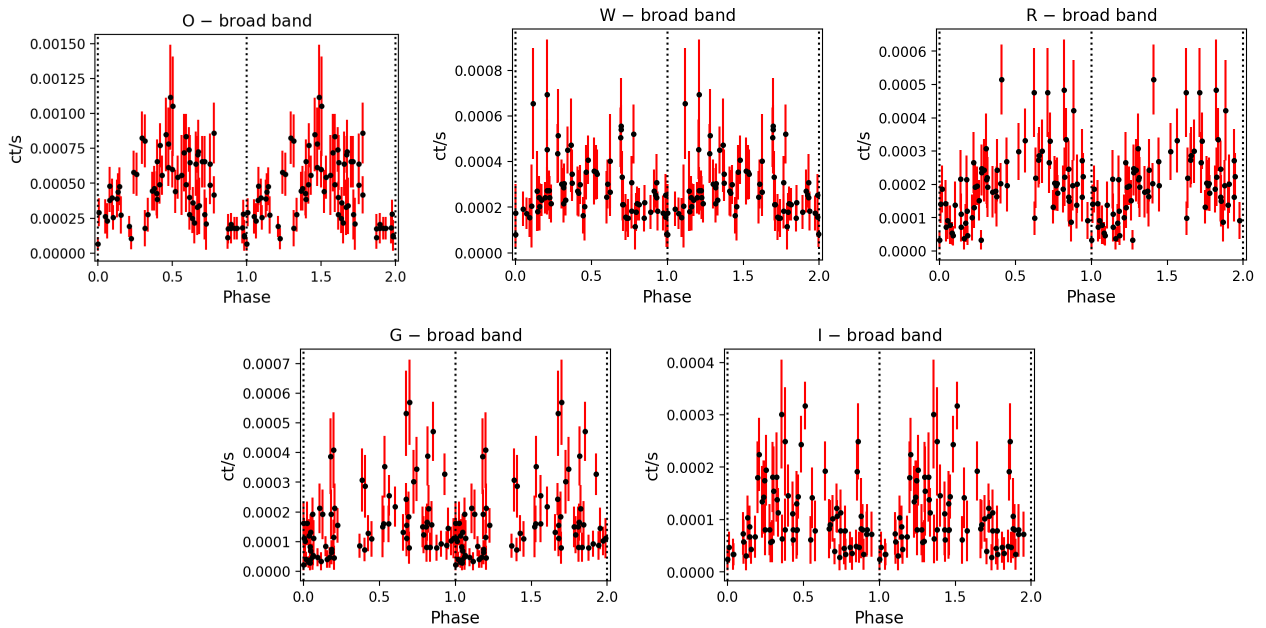 O − broad band
ct/s
0.00150
0.00125
0.00100
0.00075
0.00050
0.00025
0.00000
0.0 0.5 1.0 1.5 2.0
Phase
W − broad band
ct/s
0.0008
0.0006
0.0004
0.0002
0.0000
0.0 0.5 1.0 1.5 2.0
Phase
R − broad band
ct/s
0.0006
0.0005
0.0004
0.0003
0.0002
0.0001
0.0000
0.0 0.5 1.0 1.5 2.0
Phase
G − broad band
ct/s
0.0007
0.0006
0.0005
0.0004
0.0003
0.0002
0.0001
0.0000
0.0 0.5 1.0 1.5 2.0
Phase
I − broad band
ct/s
0.0004
0.0003
0.0002
0.0001
0.0000
0.0 0.5 1.0 1.5 2.0
Phase